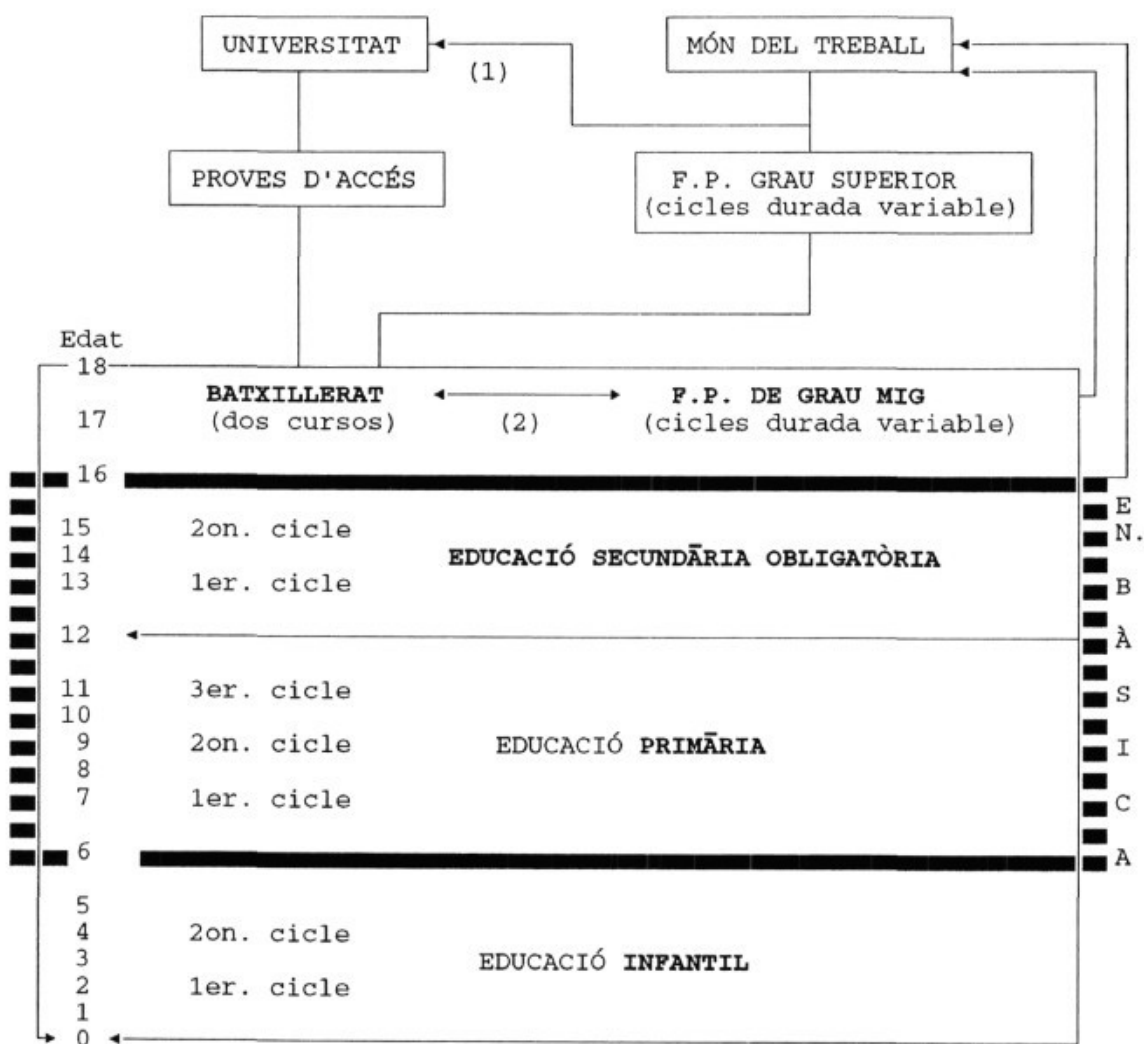 UNIVERSITAT
MÓN DEL TREBALL
(1)
PROVES D'ACCÉS
F.P. GRAU SUPERIOR
(cicles durada variable)
Edat
18
BATXILLERAT
F.P. DE GRAU MIG
17
(dos cursos)
(2)
(cicles durada variable)
16
E
15
2on. cicle
N.
14
EDUCACIÓ SECUNDĀRIA OBLIGATÒRIA
13
1er. cicle
B
12
À
11
3er. cicle
S
10
9
2on. cicle
EDUCACIÓ PRIMĀRIA
I
8
7
1er. cicle
C
6
A
5
4
2on. cicle
3
EDUCACIÓ INFANTIL
2
1er. cicle
1
0